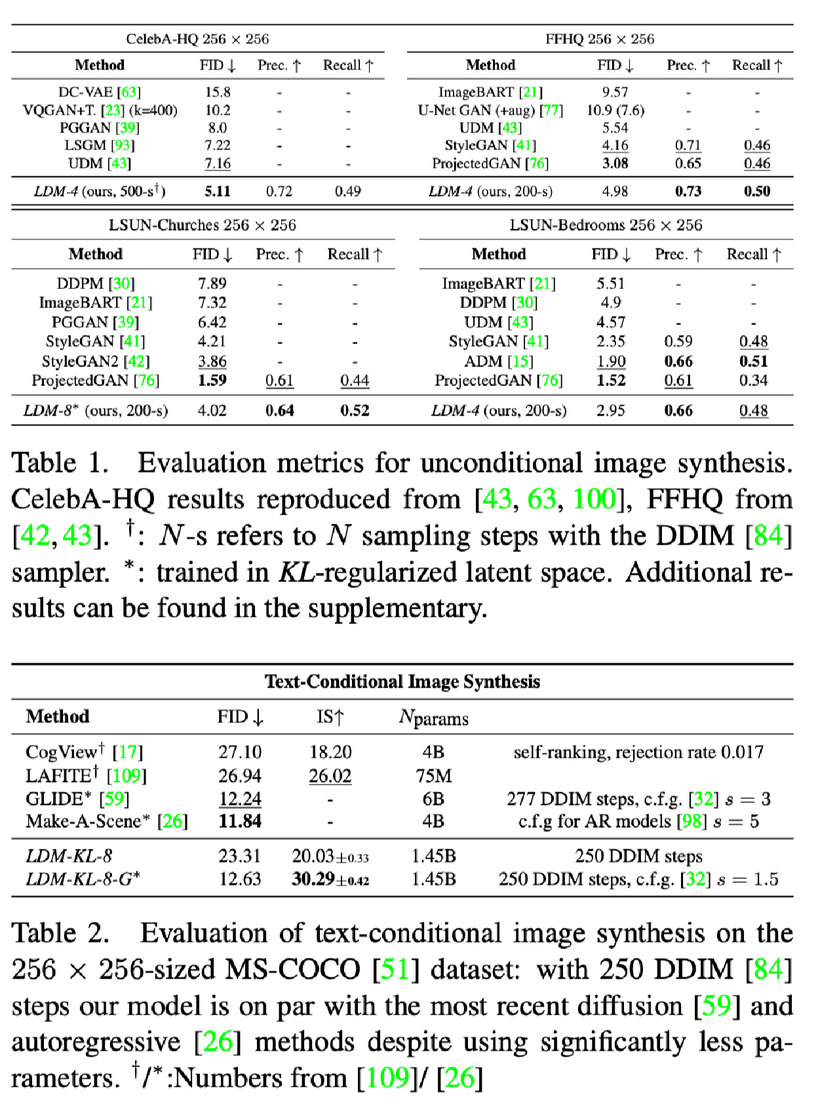 CelebA-HQ 256 × 256
Method FID ↓ Prec. ↑ Recall ↑
DC-VAE [63] 15.8 - -
VQGAN+T. [23] (k=400) 10.2 - -
PGGAN [39] 8.0 - -
LSGM [93] 7.22 - -
UDM [43] 7.16 - -
LDM-4 (ours, 500-s†) 5.11 0.72 0.49
FFHQ 256 × 256
Method FID ↓ Prec. ↑ Recall ↑
ImageBART [21] 9.57 - -
U-Net GAN (+aug) [77] 10.9 (7.6) - -
UDM [43] 5.54 - -
StyleGAN [41] 4.16 0.71 0.46
ProjectedGAN [76] 3.08 0.65 0.46
LDM-4 (ours, 200-s) 4.98 0.73 0.50
LSUN-Churches 256 × 256
Method FID ↓ Prec. ↑ Recall ↑
DDPM [30] 7.89 - -
ImageBART [21] 7.32 - -
PGGAN [39] 6.42 - -
StyleGAN [41] 4.21 - -
StyleGAN2 [42] 3.86 - -
ProjectedGAN [76] 1.59 0.61 0.44
LDM-8* (ours, 200-s) 4.02 0.64 0.52
LSUN-Bedrooms 256 × 256
Method FID ↓ Prec. ↑ Recall ↑
ImageBART [21] 5.51 - -
DDPM [30] 4.9 - -
UDM [43] 4.57 - -
StyleGAN [41] 2.35 0.59 0.48
ADM [15] 1.90 0.66 0.51
ProjectedGAN [76] 1.52 0.61 0.34
LDM-4 (ours, 200-s) 2.95 0.66 0.48
Table 1. Evaluation metrics for unconditional image synthesis.
CelebA-HQ results reproduced from [43, 63, 100], FFHQ from
[42, 43]. †: N-s refers to N sampling steps with the DDIM [84]
sampler. *: trained in KL-regularized latent space. Additional re-
sults can be found in the supplementary.
Text-Conditional Image Synthesis
Method FID ↓ IS↑ Nparams
CogView† [17] 27.10 18.20 4B self-ranking, rejection rate 0.017
LAFITE† [109] 26.94 26.02 75M
GLIDE* [59] 12.24 - 6B 277 DDIM steps, c.f.g. [32] s = 3
Make-A-Scene* [26] 11.84 - 4B c.f.g for AR models [98] s = 5
LDM-KL-8 23.31 20.03±0.33 1.45B 250 DDIM steps
LDM-KL-8-G* 12.63 30.29±0.42 1.45B 250 DDIM steps, c.f.g. [32] s = 1.5
Table 2. Evaluation of text-conditional image synthesis on the
256 × 256-sized MS-COCO [51] dataset: with 250 DDIM [84]
steps our model is on par with the most recent diffusion [59] and
autoregressive [26] methods despite using significantly less pa-
rameters. †/*:Numbers from [109]/ [26]